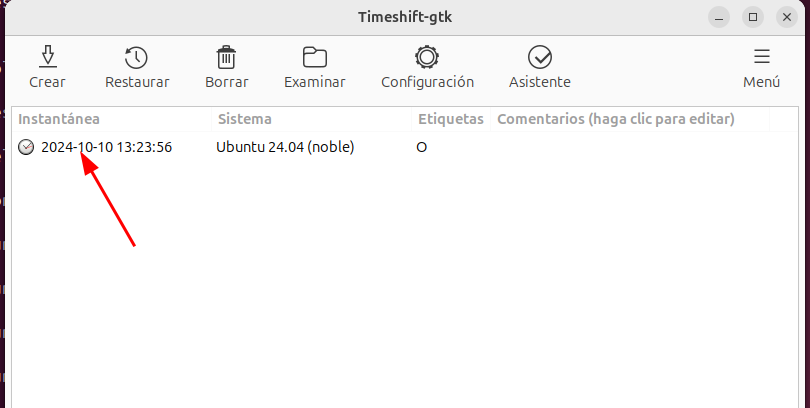 Timeshift-gtk
Crear Restaurar Borrar Examinar Configuración Asistente Menú
Instantánea Sistema Etiquetas Comentarios (haga clic para editar)
2024-10-10 13:23:56 Ubuntu 24.04 (noble) O